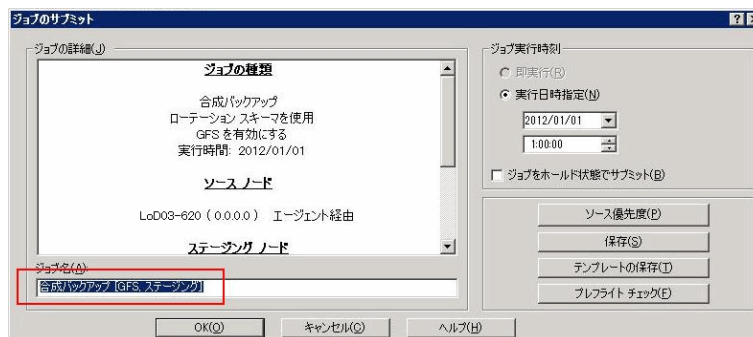 ジョブのサブミット
ジョブの詳細(J)
ジョブの種類
合成バックアップ
ローテーション スキーマを使用
GFS を有効にする
実行時間: 2012/01/01
ソース ノード
LoD03-620 ( 0.0.0.0 ) エージェント経由
ステージング ノード
ジョブ名(A):
合成バックアップ [GFS, ステージング]
ジョブ実行時刻
即実行(R)
実行日時指定(N)
2012/01/01
1:00:00
ジョブをホールド状態でサブミット(B)
ソース優先度(P)
保存(S)
テンプレートの保存(T)
プレフライト チェック(F)
OK(O)
キャンセル(C)
ヘルプ(H)